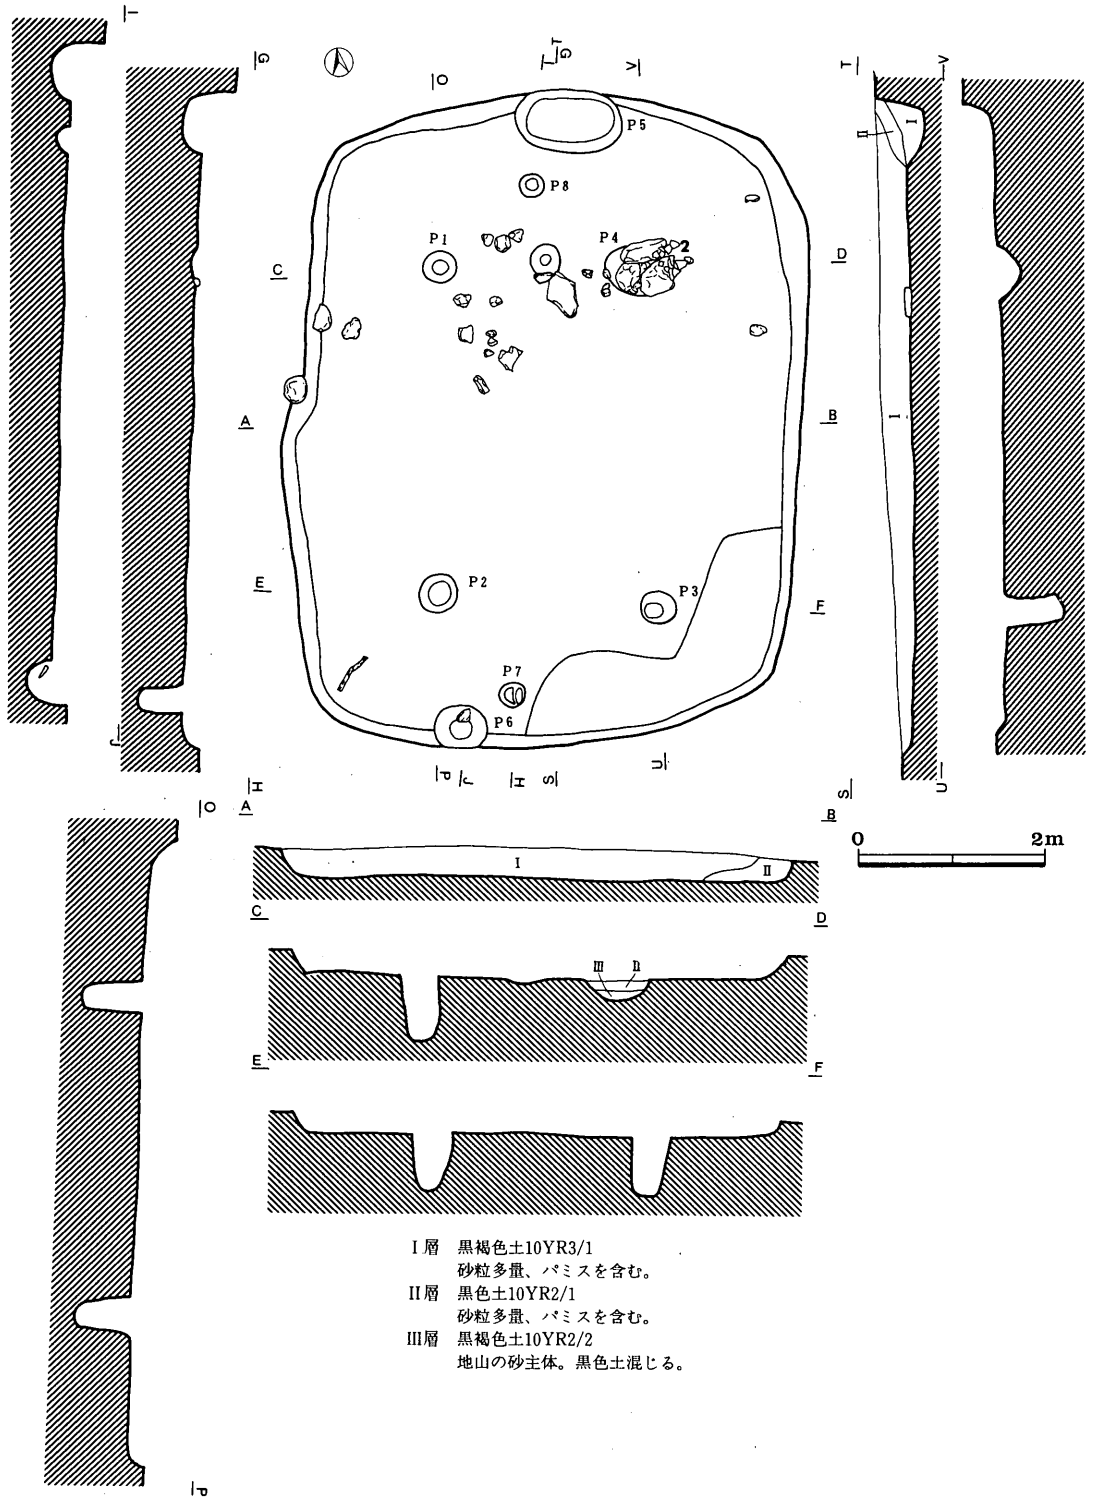 I
G
O
T
I G
V
T
V
P5
I
II
P8
P1
P4
2
C
D
A
B
I
E
P2
P3
F
P7
P6
J
P
J
H
S
U
S
U
H
O
A
B
0 2m
I
II
C
D
III
II
E
F
I層 黒褐色土10YR3/1
砂粒多量、パミスを含む。
II層 黒色土10YR2/1
砂粒多量、パミスを含む。
III層 黒褐色土10YR2/2
地山の砂主体。黒色土混じる。
P